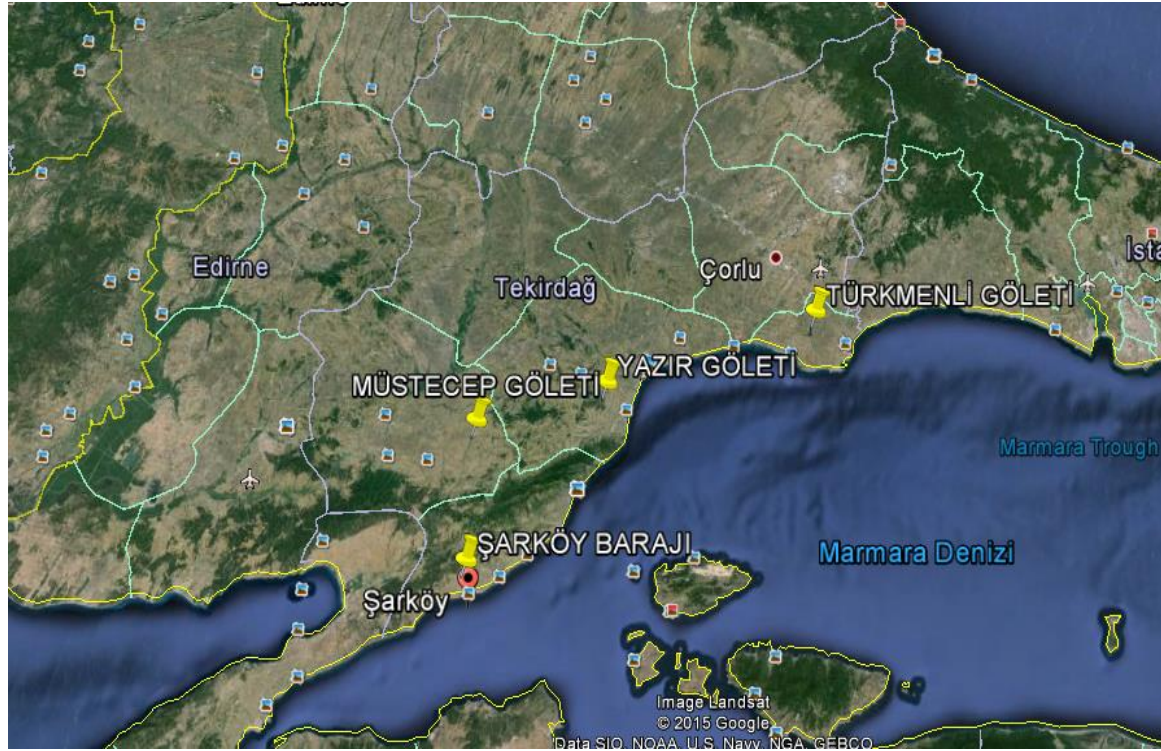 Edirne
Tekirdağ
Çorlu
TÜRKMENLİ GÖLETİ
YAZIR GÖLETİ
MÜSTECEP GÖLETİ
Marmara Trough
ŞARKÖY BARAJI
Marmara Denizi
Şarköy
Image Landsat
© 2015 Google
Data SIO, NOAA, U.S. Navy, NGA, GEBCO